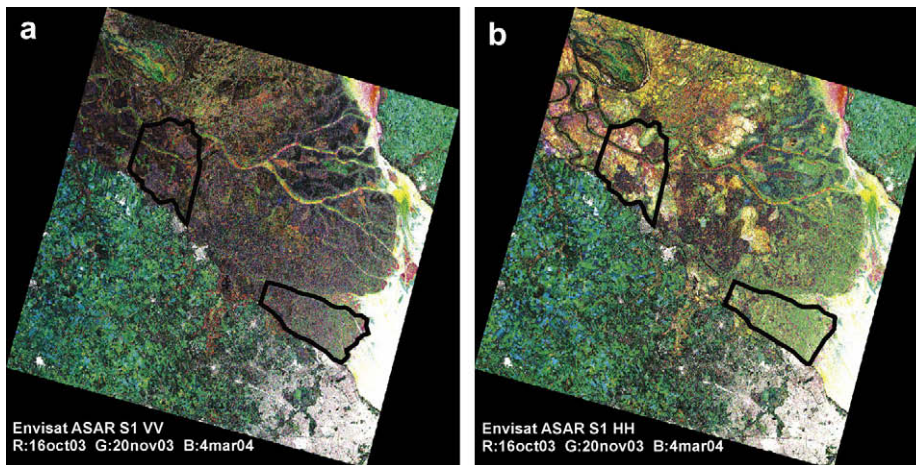 a
Envisat ASAR S1 VV
R:16oct03 G:20nov03 B:4mar04
b
Envisat ASAR S1 HH
R:16oct03 G:20nov03 B:4mar04